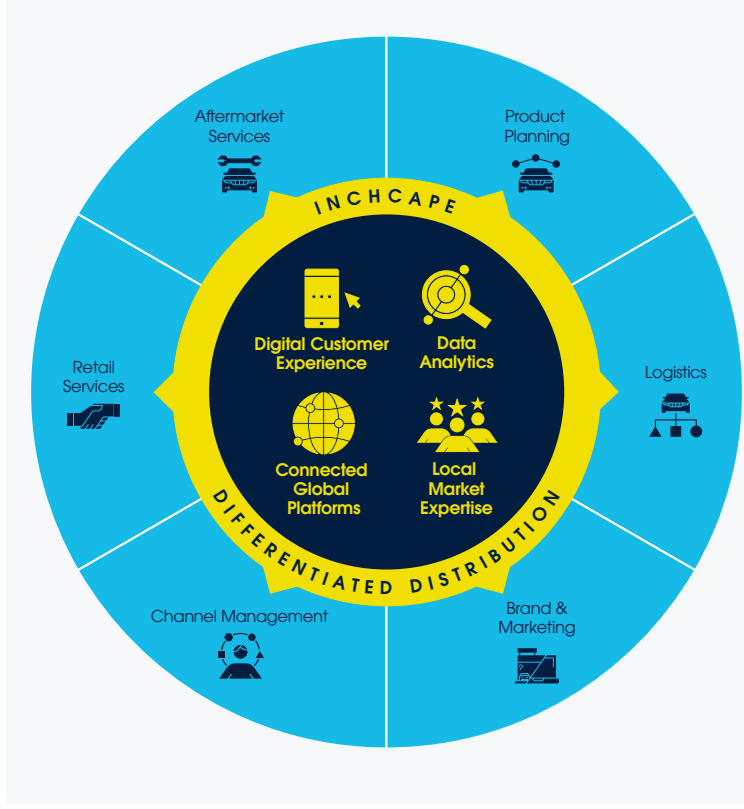 Aftermarket
Services
Product
Planning
INCHCAPE
Digital Customer
Experience
Data
Analytics
Retail
Services
Logistics
Connected
Global
Platforms
Local
Market
Expertise
DIFFERENTIATED DISTRIBUTION
Channel Management
Brand &
Marketing